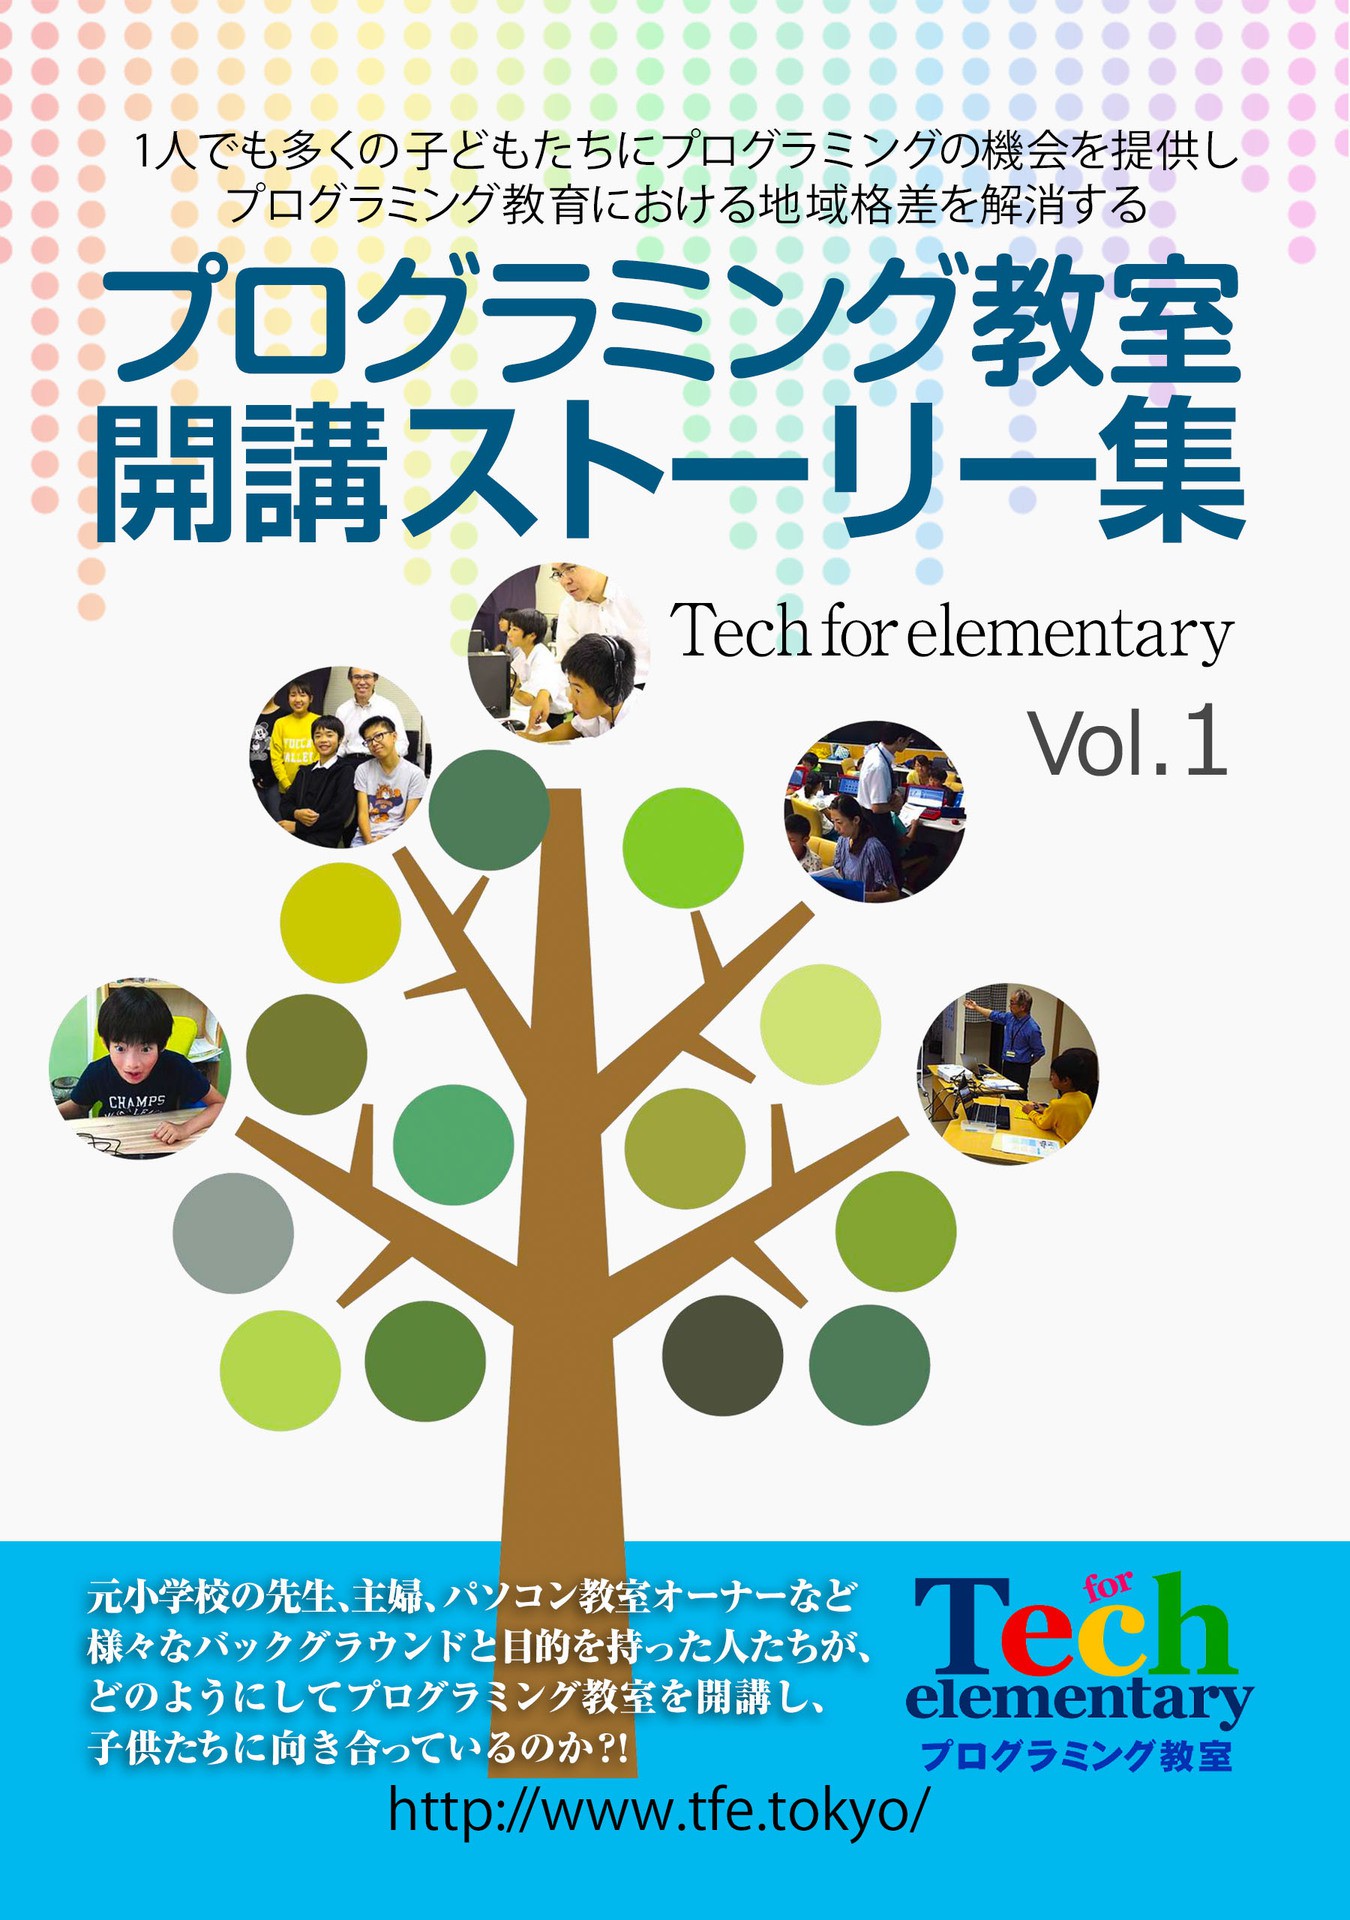 1人でも多くの子どもたちにプログラミングの機会を提供し
プログラミング教育における地域格差を解消する
プログラミング教室
開講ストーリー集
Tech for elementary
Vol.1
CHAMPS
元小学校の先生、主婦、パソコン教室オーナーなど
様々なバックグラウンドと目的を持った人たちが、
どのようにしてプログラミング教室を開講し、
子供たちに向き合っているのか?!
for
Tech
elementary
プログラミング教室
http://www.tfe.tokyo/